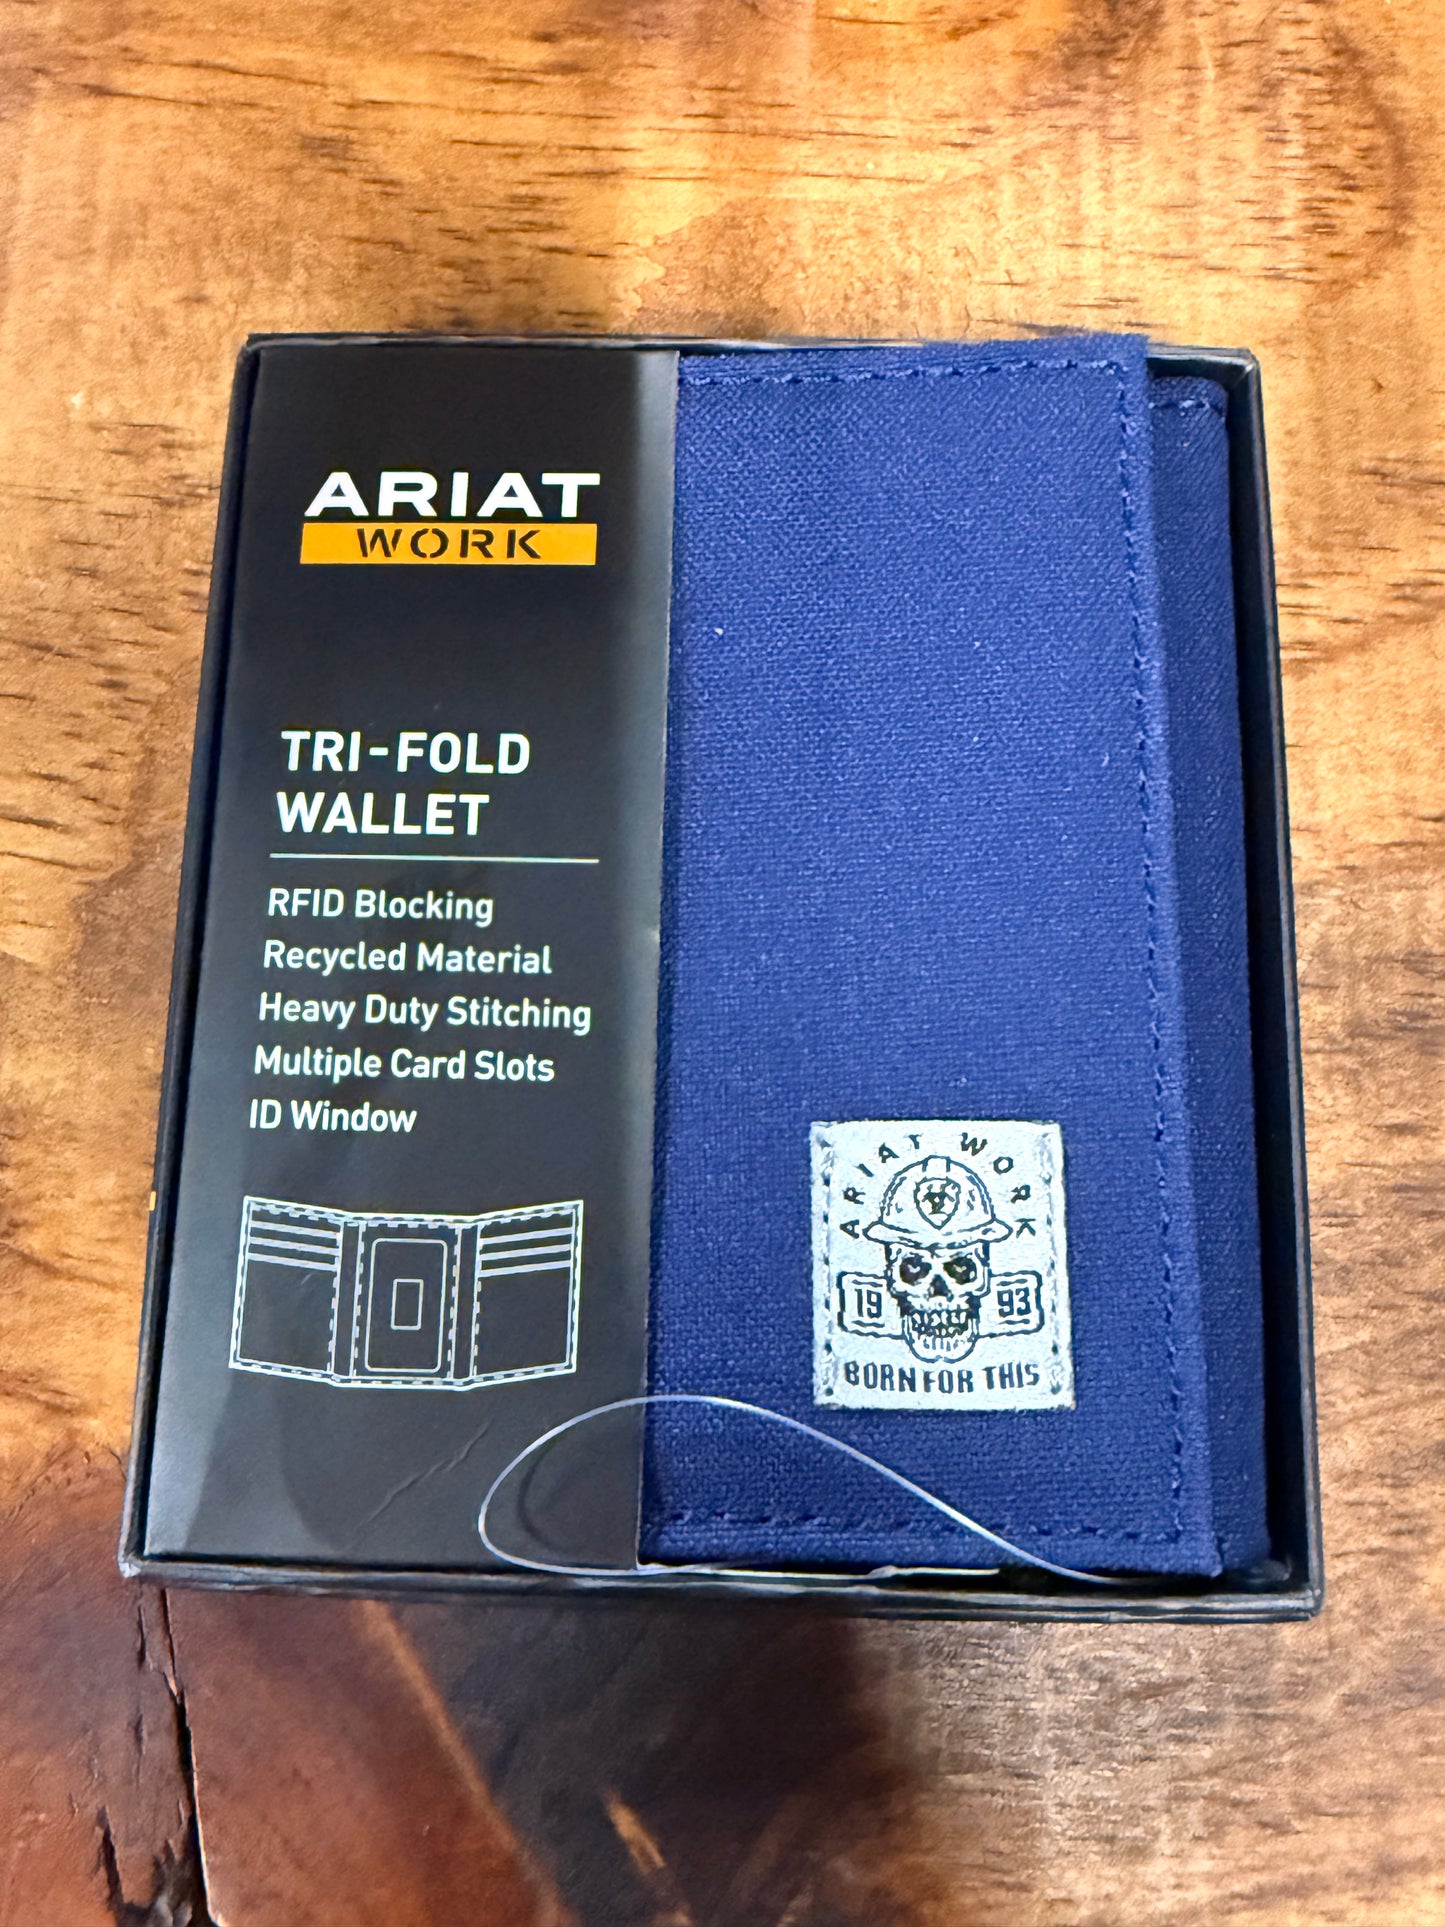 ARIAT
WORK
TRI-FOLD
WALLET
RFID Blocking
Recycled Material
Heavy Duty Stitching
Multiple Card Slots
ID Window
ARIAT WORK
19 93
BORN FOR THIS